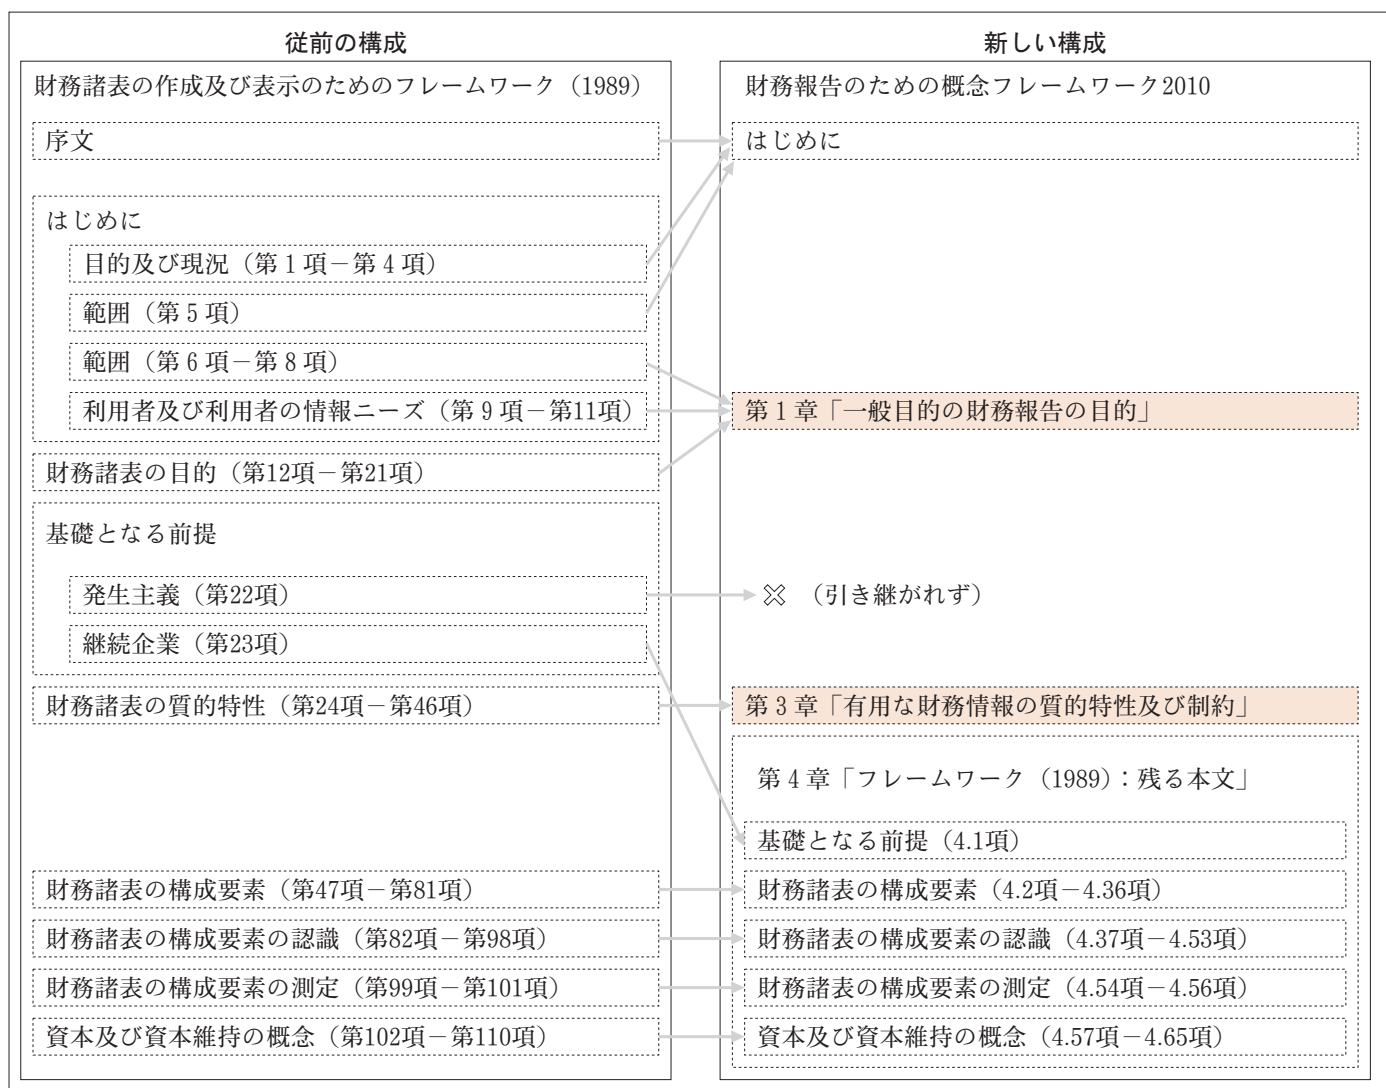 従前の構成
財務諸表の作成及び表示のためのフレームワーク（1989）
序文
はじめに
目的及び現況（第1項－第4項）
範囲（第5項）
範囲（第6項－第8項）
利用者及び利用者の情報ニーズ（第9項－第11項）
財務諸表の目的（第12項－第21項）
基礎となる前提
発生主義（第22項）
継続企業（第23項）
財務諸表の質的特性（第24項－第46項）
財務諸表の構成要素（第47項－第81項）
財務諸表の構成要素の認識（第82項－第98項）
財務諸表の構成要素の測定（第99項－第101項）
資本及び資本維持の概念（第102項－第110項）
新しい構成
財務報告のための概念フレームワーク2010
はじめに
第1章「一般目的の財務報告の目的」
（引き継がれず）
第3章「有用な財務情報の質的特性及び制約」
第4章「フレームワーク（1989）：残る本文」
基礎となる前提（4.1項）
財務諸表の構成要素（4.2項－4.36項）
財務諸表の構成要素の認識（4.37項－4.53項）
財務諸表の構成要素の測定（4.54項－4.56項）
資本及び資本維持の概念（4.57項－4.65項）